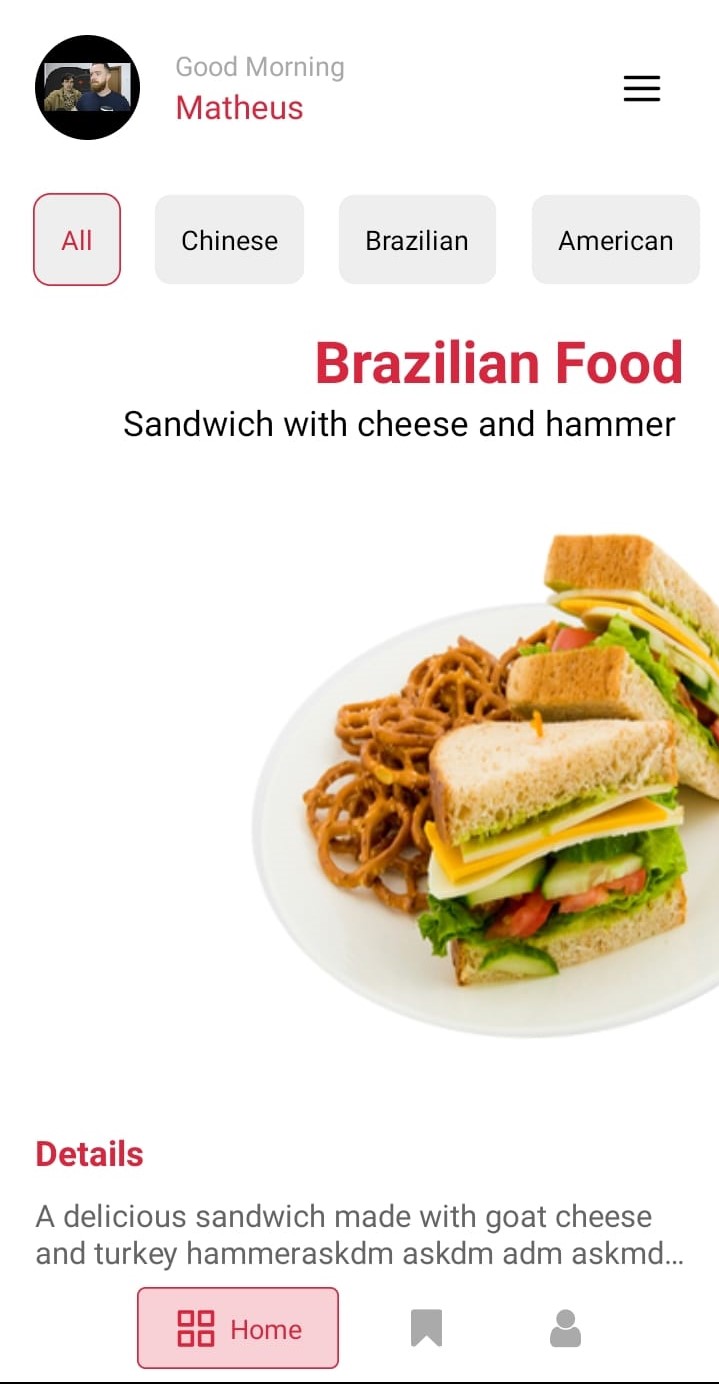 Good Morning
Matheus
All
Chinese
Brazilian
American
Brazilian Food
Sandwich with cheese and hammer
Details
A delicious sandwich made with goat cheese
and turkey hammeraskdm askdm adm askmd...
Home